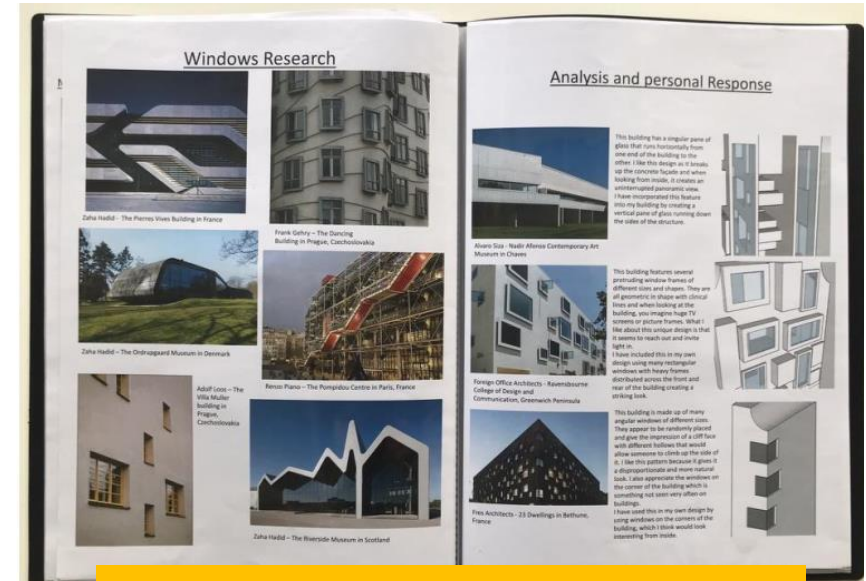 Windows Research
Zaha Hadid - The Pierres Vives Building in France
Frank Gehry – The Dancing
Building in Prague, Czechoslovakia
Zaha Hadid – The Ordrupgaard Museum in Denmark
Renzo Piano – The Pompidou Centre in Paris, France
Adolf Loos – The
Villa Muller
building in
Prague,
Czechoslovakia
Zaha Hadid – The Riverside Museum in Scotland
Analysis and personal Response
This building has a singular pane of
glass that runs horizontally from
one end of the building to the
other. I like this design as it breaks
up the concrete façade and when
looking from inside, it creates an
uninterrupted panoramic view.
I have incorporated this feature
into my building by creating a
vertical pane of glass running down
the sides of the structure.
Alvaro Siza - Nadir Afonso Contemporary Art
Museum in Chaves
This building features several
protruding window frames of
different sizes and shapes. They are
all geometric in shape with clinical
lines and when looking at the
building, you imagine huge TV
screens or picture frames. What I
like about this unique design is that
it seems to reach out and invite
light in.
I have included this in my own
design using many rectangular
windows with heavy frames
distributed across the front and
rear of the building creating a
striking look.
Foreign Office Architects - Ravensbourne
College of Design and
Communication, Greenwich Peninsula
This building is made up of many
angular windows of different sizes.
They appear to be randomly placed
and give the impression of a cliff face
with different hollows that would
allow someone to climb up the side of
it. I like this pattern because it gives it
a disproportionate and more natural
look. I also appreciate the windows on
the corner of the building which is
something not seen very often on
buildings.
I have used this in my own design by
using windows on the corners of the
building, which I think would look
interesting from inside.
Fres Architects - 23 Dwellings in Bethune,
France